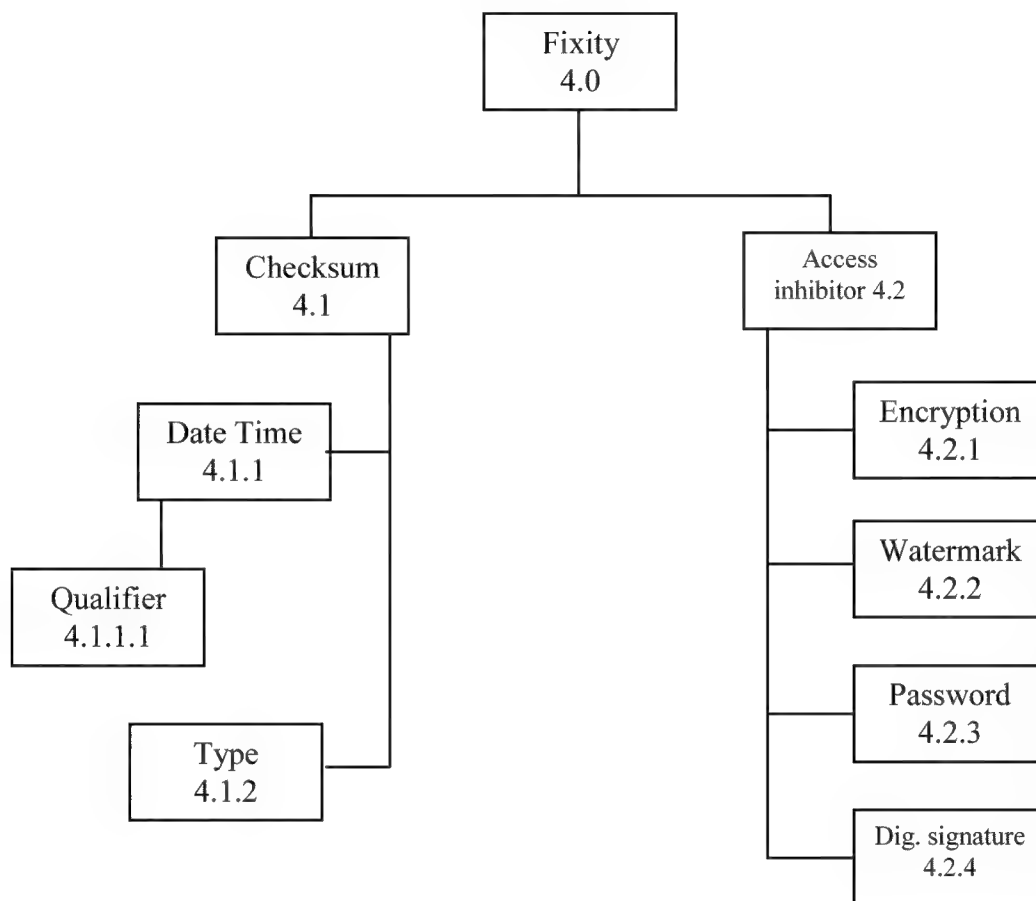 Fixity
4.0
Checksum
4.1
Access
inhibitor 4.2
Date Time
4.1.1
Encryption
4.2.1
Qualifier
4.1.1.1
Watermark
4.2.2
Password
4.2.3
Type
4.1.2
Dig. signature
4.2.4